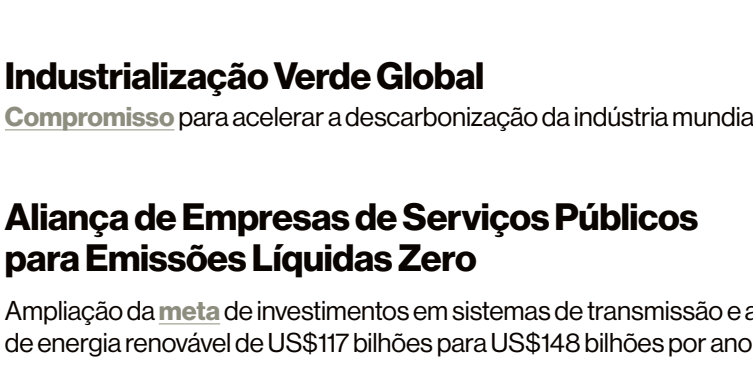 Industrialização Verde Global
Compromisso para acelerar a descarbonização da indústria mundia
Aliança de Empresas de Serviços Públicos
para Emissões Líquidas Zero
Ampliação da meta de investimentos em sistemas de transmissão e a
de energia renovável de US$117 bilhões para US$148 bilhões por ano